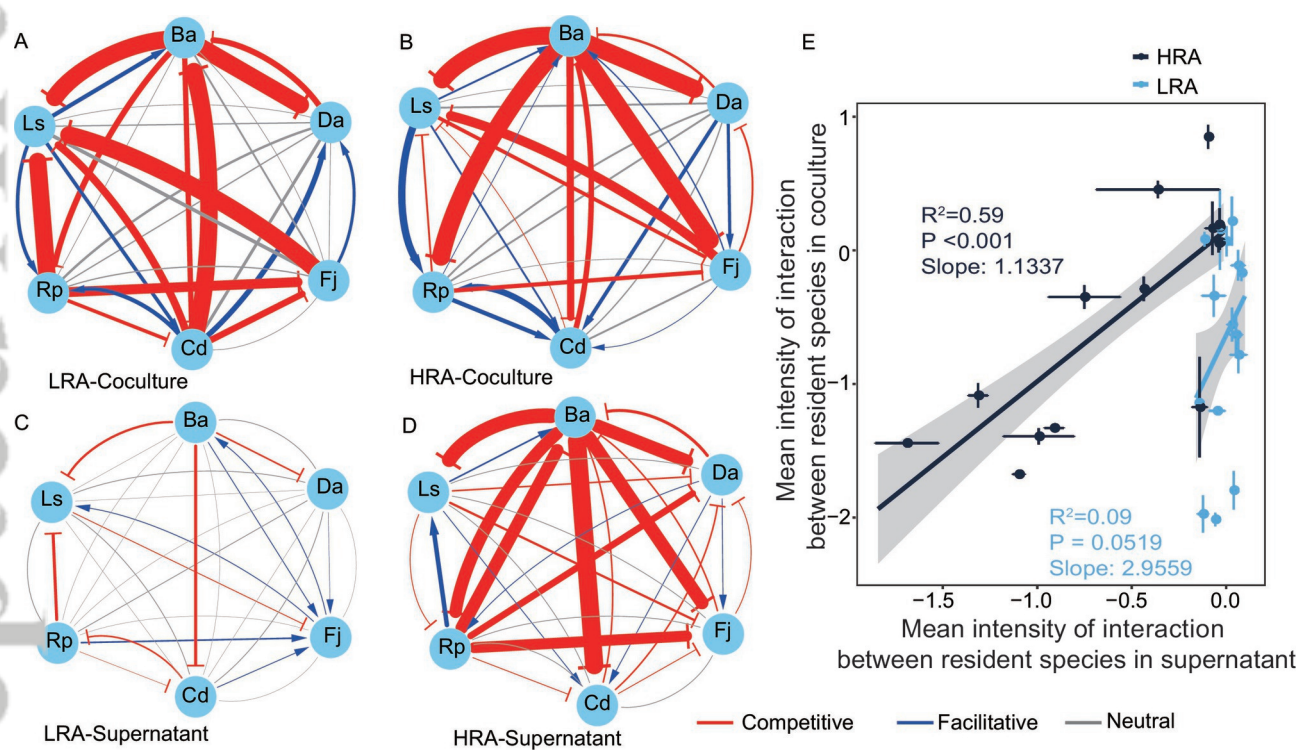 A
Ba
Ls
Da
Rp
Fj
Cd
LRA-Coculture
B
Ba
Ls
Da
Rp
Fj
Cd
HRA-Coculture
C
Ba
Ls
Da
Rp
Fj
Cd
LRA-Supernatant
D
Ba
Ls
Da
Rp
Fj
Cd
HRA-Supernatant
E
HRA
LRA
Mean intensity of interaction
between resident species in coculture
1
0
−1
−2
R²=0.59
P <0.001
Slope: 1.1337
R²=0.09
P = 0.0519
Slope: 2.9559
−1.5
−1.0
−0.5
0.0
Mean intensity of interaction
between resident species in supernatant
Competitive
Facilitative
Neutral